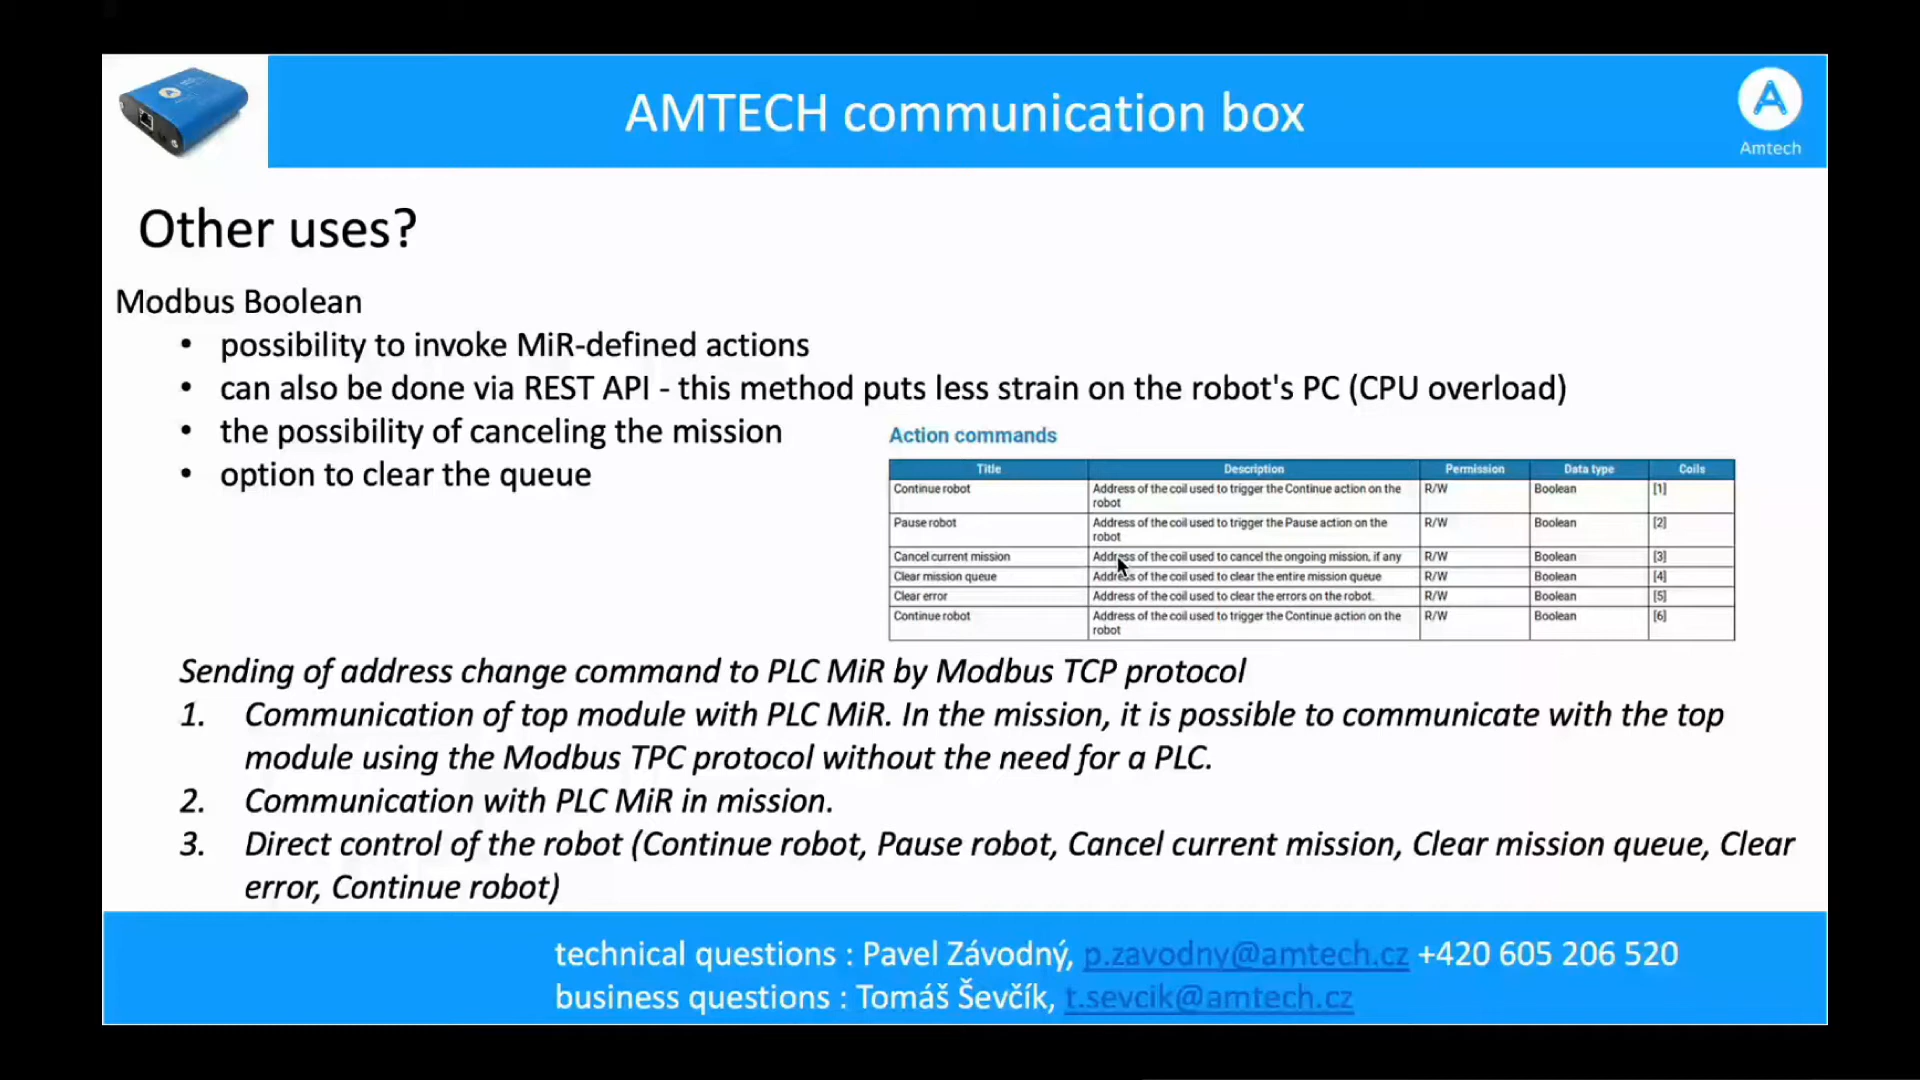 AMTECH communication box
A
Amtech
Other uses?
Modbus Boolean
• possibility to invoke MiR-defined actions
• can also be done via REST API - this method puts less strain on the robot's PC (CPU overload)
• the possibility of canceling the mission
• option to clear the queue
Action commands
Title Description Permission Data type Coils
Continue robot Address of the coil used to trigger the Continue action on the R/W Boolean [1]
robot
Pause robot Address of the coil used to trigger the Pause action on the R/W Boolean [2]
robot
Cancel current mission Address of the coil used to cancel the ongoing mission, if any R/W Boolean [3]
Clear mission queue Address of the coil used to clear the entire mission queue R/W Boolean [4]
Clear error Address of the coil used to clear the errors on the robot. R/W Boolean [5]
Continue robot Address of the coil used to trigger the Continue action on the R/W Boolean [6]
robot
Sending of address change command to PLC MiR by Modbus TCP protocol
1. Communication of top module with PLC MiR. In the mission, it is possible to communicate with the top
module using the Modbus TPC protocol without the need for a PLC.
2. Communication with PLC MiR in mission.
3. Direct control of the robot (Continue robot, Pause robot, Cancel current mission, Clear mission queue, Clear
error, Continue robot)
technical questions : Pavel Závodný, p.zavodny@amtech.cz +420 605 206 520
business questions : Tomáš Ševčík, t.sevcik@amtech.cz